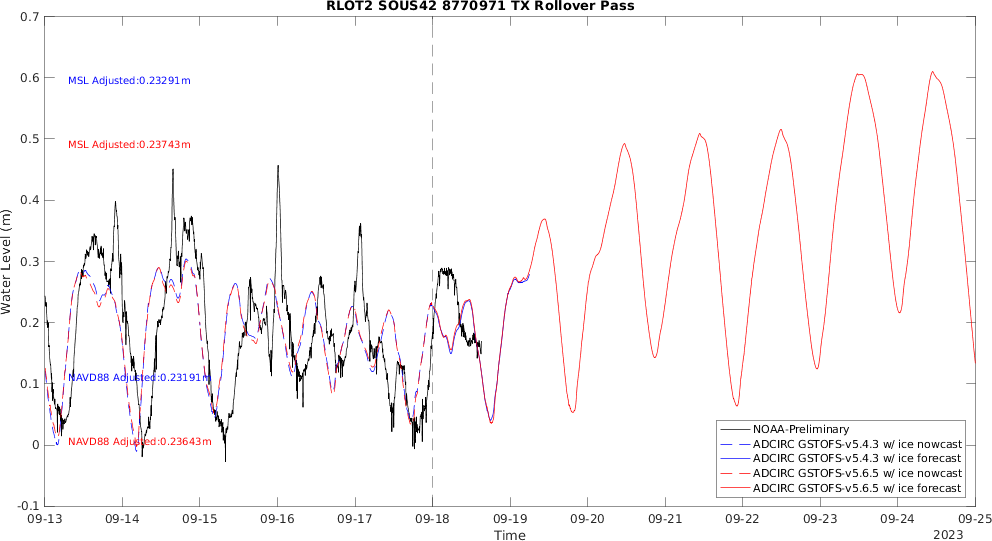 RLOT2 SOUS42 8770971 TX Rollover Pass
0.7
0.6
0.5
0.4
0.3
0.2
0.1
0
-0.1
Water Level (m)
MSL Adjusted:0.23291m
MSL Adjusted:0.23743m
NAVD88 Adjusted:0.23191m
NAVD88 Adjusted:0.23643m
NOAA-Preliminary
ADCIRC GSTOFS-v5.4.3 w/ ice nowcast
ADCIRC GSTOFS-v5.4.3 w/ ice forecast
ADCIRC GSTOFS-v5.6.5 w/ ice nowcast
ADCIRC GSTOFS-v5.6.5 w/ ice forecast
09-13 09-14 09-15 09-16 09-17 09-18 09-19 09-20 09-21 09-22 09-23 09-24 09-25
Time
2023